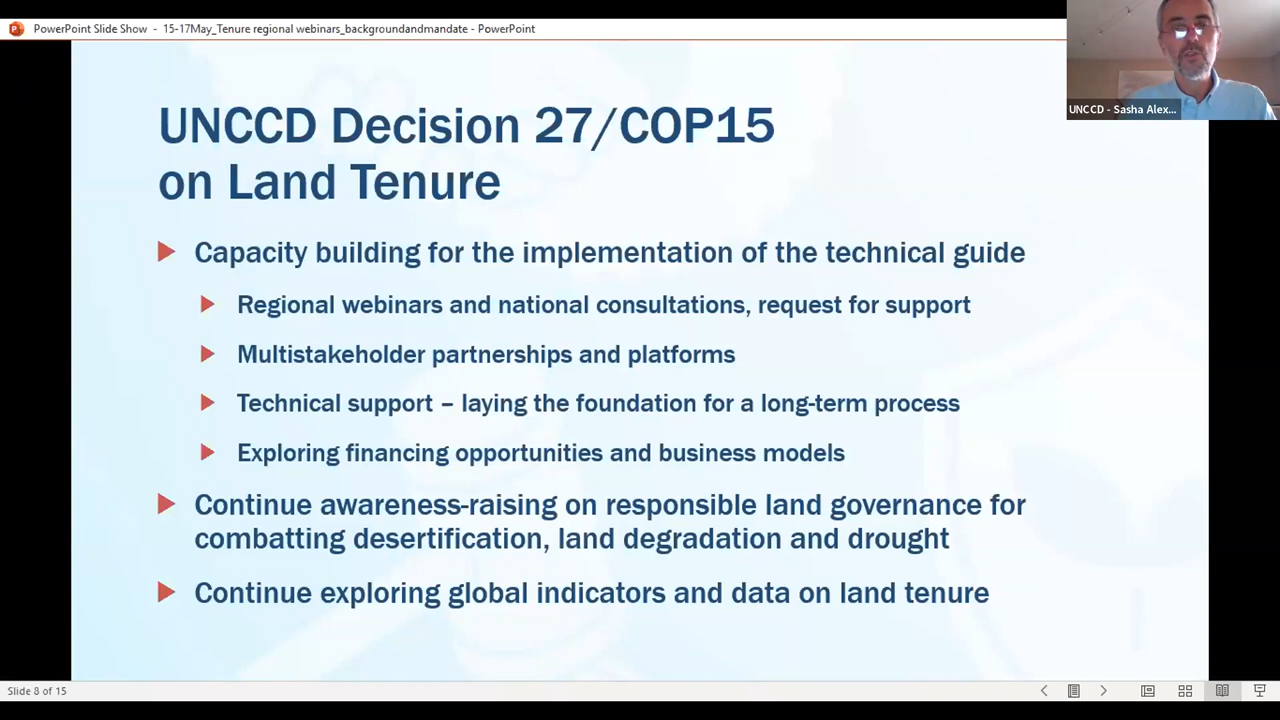 PowerPoint Slide Show - 15-17May_Tenure regional webinars_backgroundandmandate - PowerPoint
UNCCD - Sasha Alex...
UNCCD Decision 27/COP15
on Land Tenure
Capacity building for the implementation of the technical guide
Regional webinars and national consultations, request for support
Multistakeholder partnerships and platforms
Technical support – laying the foundation for a long-term process
Exploring financing opportunities and business models
Continue awareness-raising on responsible land governance for
combatting desertification, land degradation and drought
Continue exploring global indicators and data on land tenure
Slide 8 of 15